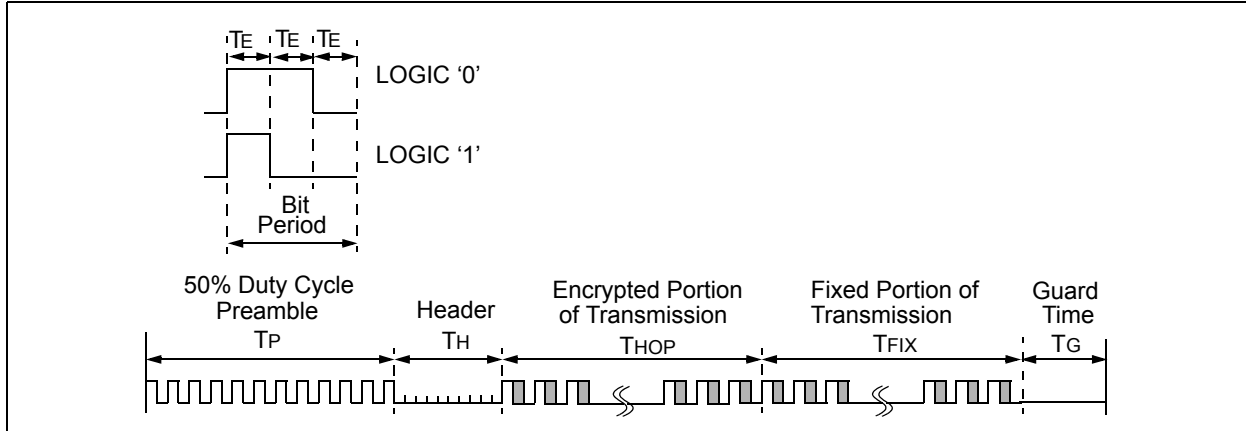 TE TE TE
LOGIC ‘0’
LOGIC ‘1’
Bit
Period
50% Duty Cycle
Preamble
TP
Header
TH
Encrypted Portion
of Transmission
THOP
Fixed Portion of
Transmission
TFIX
Guard
Time
TG